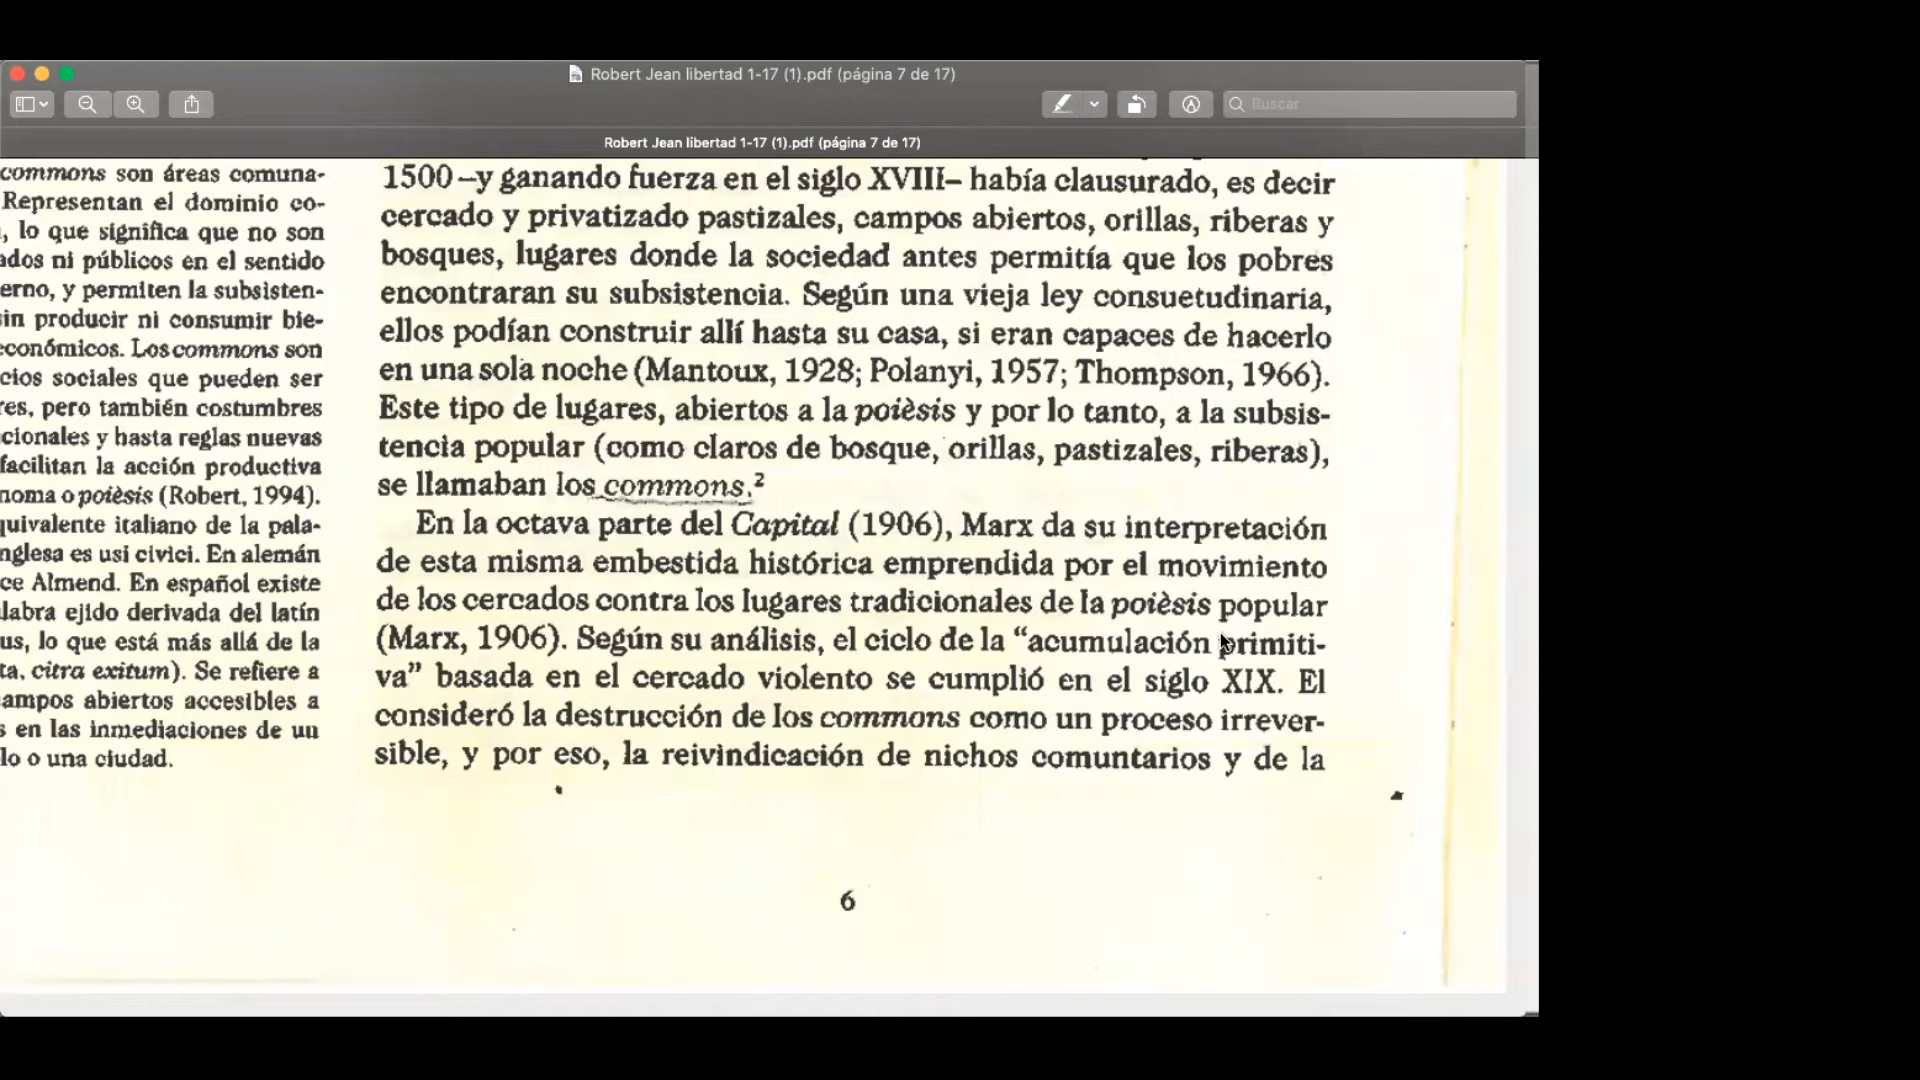 Robert Jean libertad 1-17 (1).pdf (página 7 de 17)
Buscar
Robert Jean libertad 1-17 (1).pdf (página 7 de 17)
commons son áreas comuna-
Representan el dominio co-
, lo que significa que no son
ados ni públicos en el sentido
erno, y permiten la subsisten-
sin producir ni consumir bie-
económicos. Los commons son
cios sociales que pueden ser
res, pero también costumbres
cionales y hasta reglas nuevas
facilitan la acción productiva
noma o poièsis (Robert, 1994).
quivalente italiano de la pala-
nglesa es usi civici. En alemán
ce Almend. En español existe
labra ejido derivada del latín
us, lo que está más allá de la
ta, citra exitum). Se refiere a
campos abiertos accesibles a
s en las inmediaciones de un
lo o una ciudad.
1500 –y ganando fuerza en el siglo XVIII– había clausurado, es decir
cercado y privatizado pastizales, campos abiertos, orillas, riberas y
bosques, lugares donde la sociedad antes permitía que los pobres
encontraran su subsistencia. Según una vieja ley consuetudinaria,
ellos podían construir allí hasta su casa, si eran capaces de hacerlo
en una sola noche (Mantoux, 1928; Polanyi, 1957; Thompson, 1966).
Este tipo de lugares, abiertos a la poièsis y por lo tanto, a la subsis-
tencia popular (como claros de bosque, orillas, pastizales, riberas),
se llamaban los commons.²
En la octava parte del Capital (1906), Marx da su interpretación
de esta misma embestida histórica emprendida por el movimiento
de los cercados contra los lugares tradicionales de la poièsis popular
(Marx, 1906). Según su análisis, el ciclo de la “acumulación primiti-
va” basada en el cercado violento se cumplió en el siglo XIX. El
consideró la destrucción de los commons como un proceso irrever-
sible, y por eso, la reivindicación de nichos comuntarios y de la
6